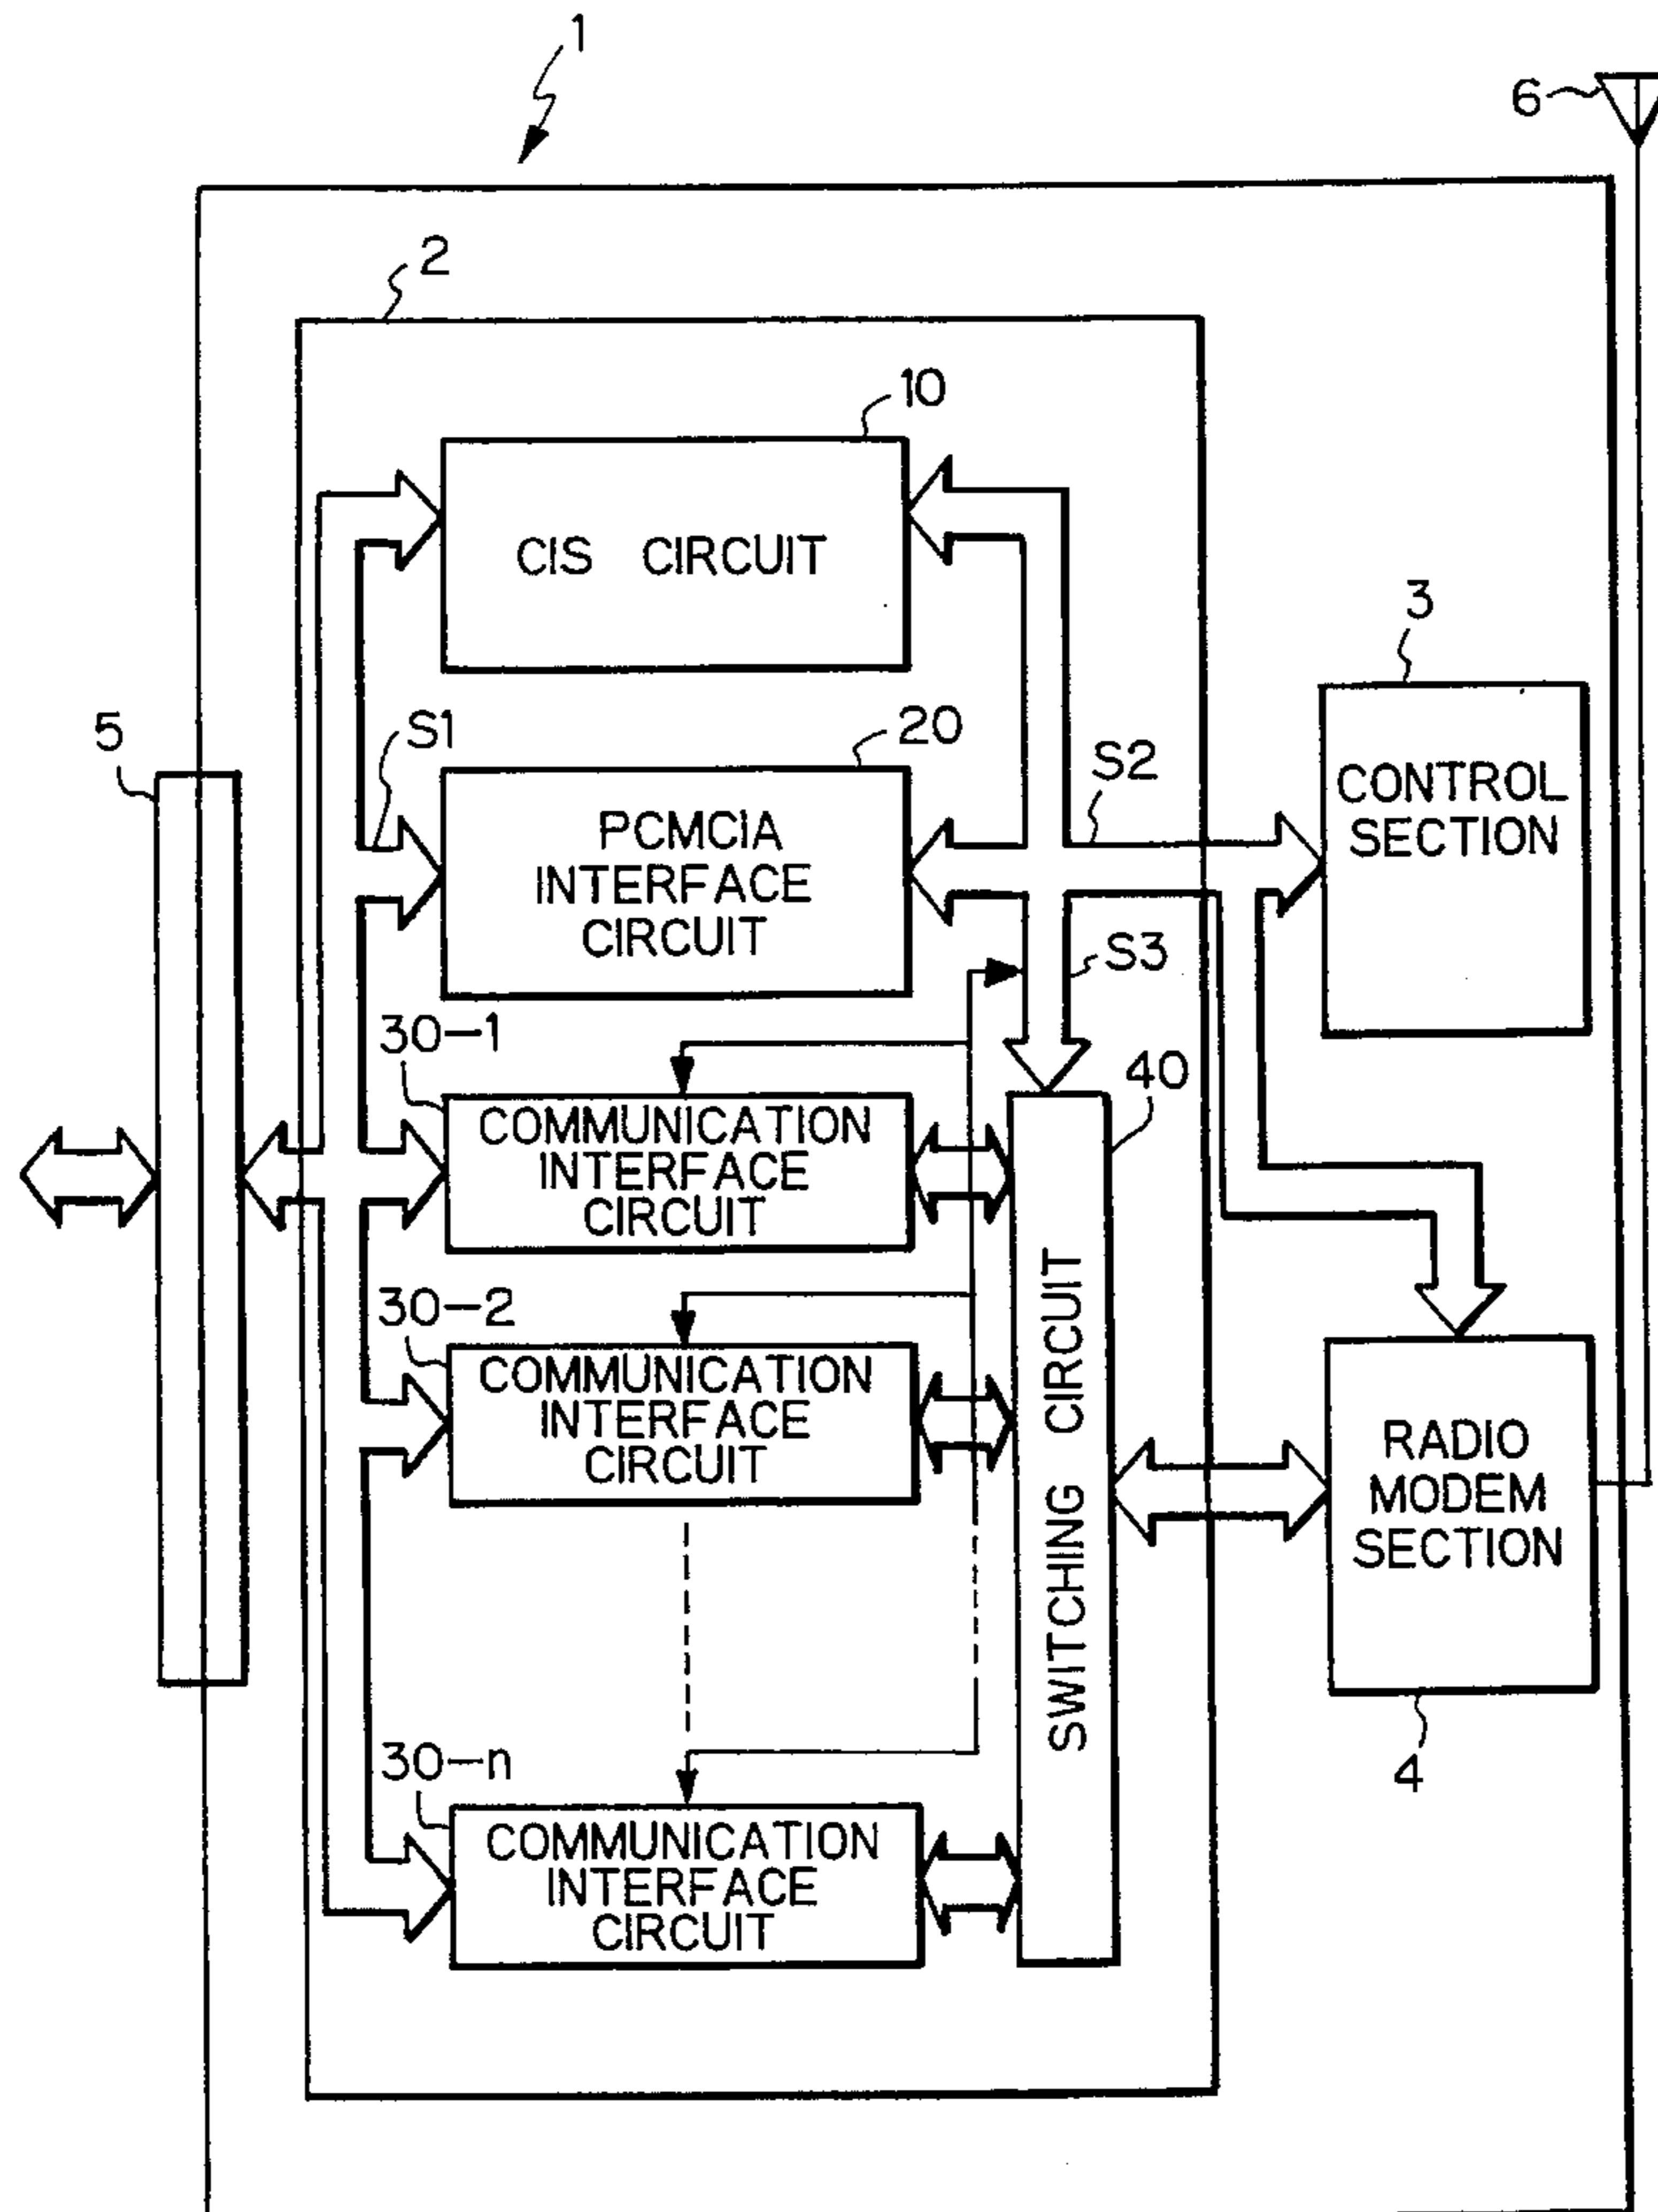 1
6
2
10
CIS CIRCUIT
3
5
S1
20
S2
CONTROL
SECTION
PCMCIA
INTERFACE
CIRCUIT
S3
30-1
40
COMMUNICATION
INTERFACE
CIRCUIT
30-2
COMMUNICATION
INTERFACE
CIRCUIT
SWITCHING CIRCUIT
RADIO
MODEM
SECTION
30-n
4
COMMUNICATION
INTERFACE
CIRCUIT